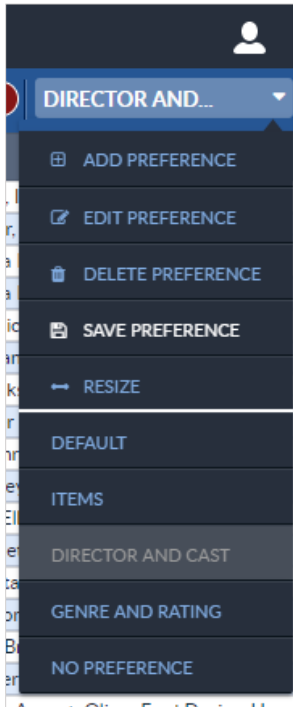 DIRECTOR AND...
ADD PREFERENCE
EDIT PREFERENCE
DELETE PREFERENCE
SAVE PREFERENCE
RESIZE
DEFAULT
ITEMS
DIRECTOR AND CAST
GENRE AND RATING
NO PREFERENCE